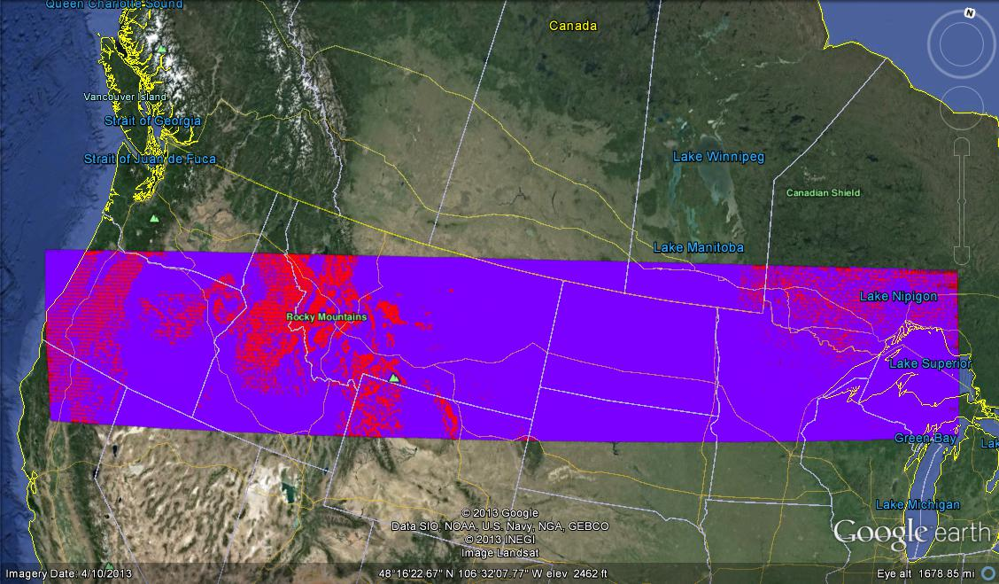 Queen Charlotte Sound
Canada
N
Vancouver Island
Strait of Georgia
Strait of Juan de Fuca
Lake Winnipeg
Canadian Shield
Lake Manitoba
Lake Nipigon
Rocky Mountains
Lake Superior
Green Bay
Lak
Lake Michigan
© 2013 Google
Data SIO, NOAA, U.S. Navy, NGA, GEBCO
© 2013 INEGI
Image Landsat
Google earth
Imagery Date: 4/10/2013
48°16'22.67" N 106°32'07.77" W elev 2462 ft
Eye alt 1678.85 mi